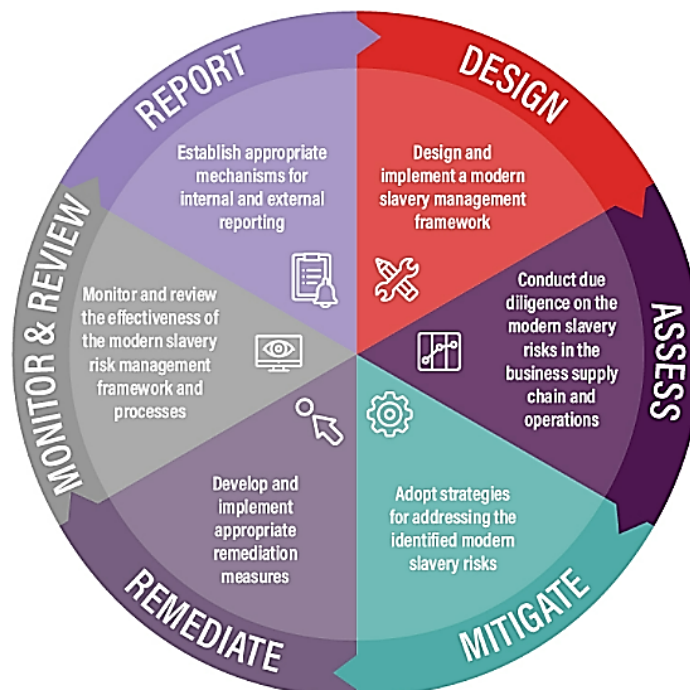 DESIGN
Design and
implement a modern
slavery management
framework
ASSESS
Conduct due
diligence on the
modern slavery
risks in the
business supply
chain and
operations
MITIGATE
Adopt strategies
for addressing the
identified modern
slavery risks
REMEDIATE
Develop and
implement
appropriate
remediation
measures
MONITOR & REVIEW
Monitor and review
the effectiveness of
the modern slavery
risk management
framework and
processes
REPORT
Establish appropriate
mechanisms for
internal and external
reporting